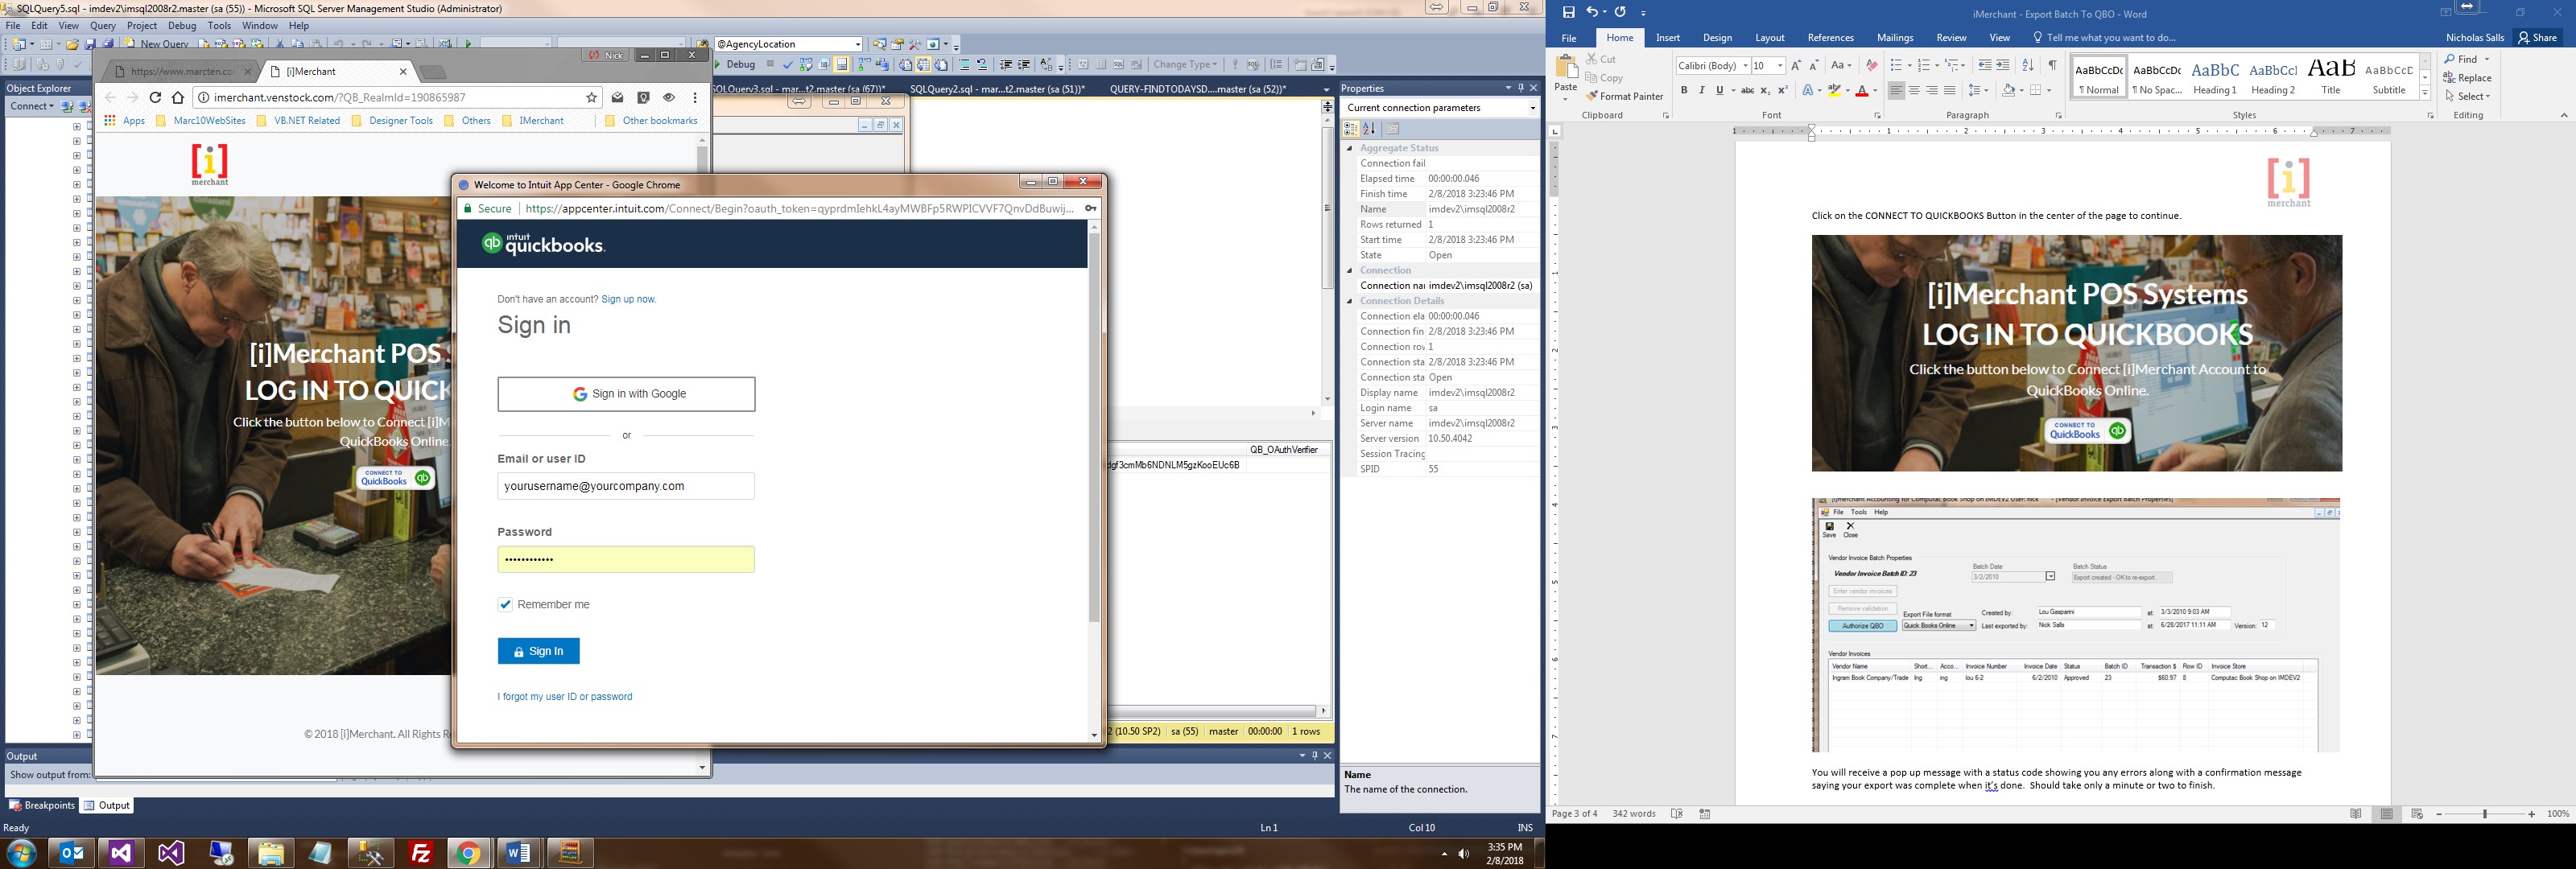 SQLQuery5.sql - imdev2\imsql2008r2.master (sa (55)) - Microsoft SQL Server Management Studio (Administrator)
File Edit View Query Project Debug Tools Window Help
New Query
@AgencyLocation
Debug
Change Type
Object Explorer
Connect
SQLQuery3.sql - mar...t2.master (sa (67))*
SQLQuery2.sql - mar...t2.master (sa (51))*
QUERY-FINDTODAYSD....master (sa (52))*
Nick
https://www.marcten.co
[i]Merchant
imerchant.venstock.com/?QB_RealmId=190865987
Apps Marc10WebSites VB.NET Related Designer Tools Others IMerchant Other bookmarks
[i]
merchant
[i]Merchant POS
LOG IN TO QUICK
Click the button below to Connect [i]M
QuickBooks Online
CONNECT TO
QuickBooks qb
© 2018 [i]Merchant. All Rights Re
Welcome to Intuit App Center - Google Chrome
Secure https://appcenter.intuit.com/Connect/Begin?oauth_token=qyprdmIehkL4ayMWBFp5RWPICVVF7QnvDdBuwij...
qb intuit quickbooks.
Don't have an account? Sign up now.
Sign in
Sign in with Google
or
Email or user ID
yourusername@yourcompany.com
Password
••••••••••••
Remember me
Sign In
I forgot my user ID or password
QB_OAuthVerifier
dgf3cmMb6NDNLM5gzKooEUc6B
2 (10.50 SP2) sa (55) master 00:00:00 1 rows
Output
Show output from:
Breakpoints Output
Ready
Ln 1 Col 10 INS
3:35 PM
2/8/2018
Properties
Current connection parameters
Aggregate Status
Connection fail
Elapsed time 00:00:00.046
Finish time 2/8/2018 3:23:46 PM
Name imdev2\imsql2008r2
Rows returned 1
Start time 2/8/2018 3:23:46 PM
State Open
Connection
Connection nar imdev2\imsql2008r2 (sa)
Connection Details
Connection ela 00:00:00.046
Connection fin 2/8/2018 3:23:46 PM
Connection rov 1
Connection sta 2/8/2018 3:23:46 PM
Connection sta Open
Display name imdev2\imsql2008r2
Login name sa
Server name imdev2\imsql2008r2
Server version 10.50.4042
Session Tracing
SPID 55
Name
The name of the connection.
iMerchant - Export Batch To QBO - Word
File Home Insert Design Layout References Mailings Review View Tell me what you want to do... Nicholas Salls Share
Paste
Cut
Copy
Format Painter
Calibri (Body) 10
AaBbCcDc AaBbCcDc AaBbC AaBbCcI AaB AaBbCcD
¶ Normal ¶ No Spac... Heading 1 Heading 2 Title Subtitle
Find
Replace
Select
Clipboard Font Paragraph Styles Editing
[i]
merchant
Click on the CONNECT TO QUICKBOOKS Button in the center of the page to continue.
[i]Merchant POS Systems
LOG IN TO QUICKBOOKS
Click the button below to Connect [i]Merchant Account to
QuickBooks Online.
CONNECT TO
QuickBooks qb
[i]Merchant Accounting for Computac Book Shop on IMDEV2 User: nick - [Vendor Invoice Export Batch Properties]
File Tools Help
Save Close
Vendor Invoice Batch Properties
Vendor Invoice Batch ID: 23
Batch Date
3/2/2010
Batch Status
Export created - OK to re-export.
Enter vendor invoices
Remove validation
Authorize QBO
Export File format
Quick Books Online
Created by: Lou Gasparini at: 3/3/2010 9:03 AM
Last exported by: Nick Salls at: 6/28/2017 11:11 AM Version: 12
Vendor Invoices
Vendor Name Short... Acco... Invoice Number Invoice Date Status Batch ID Transaction $ Row ID Invoice Store
Ingram Book Company/Trade Ing ing lou 6-2 6/2/2010 Approved 23 $60.97 8 Computac Book Shop on IMDEV2
You will receive a pop up message with a status code showing you any errors along with a confirmation message
saying your export was complete when it's done. Should take only a minute or two to finish.
Page 3 of 4 342 words
100%